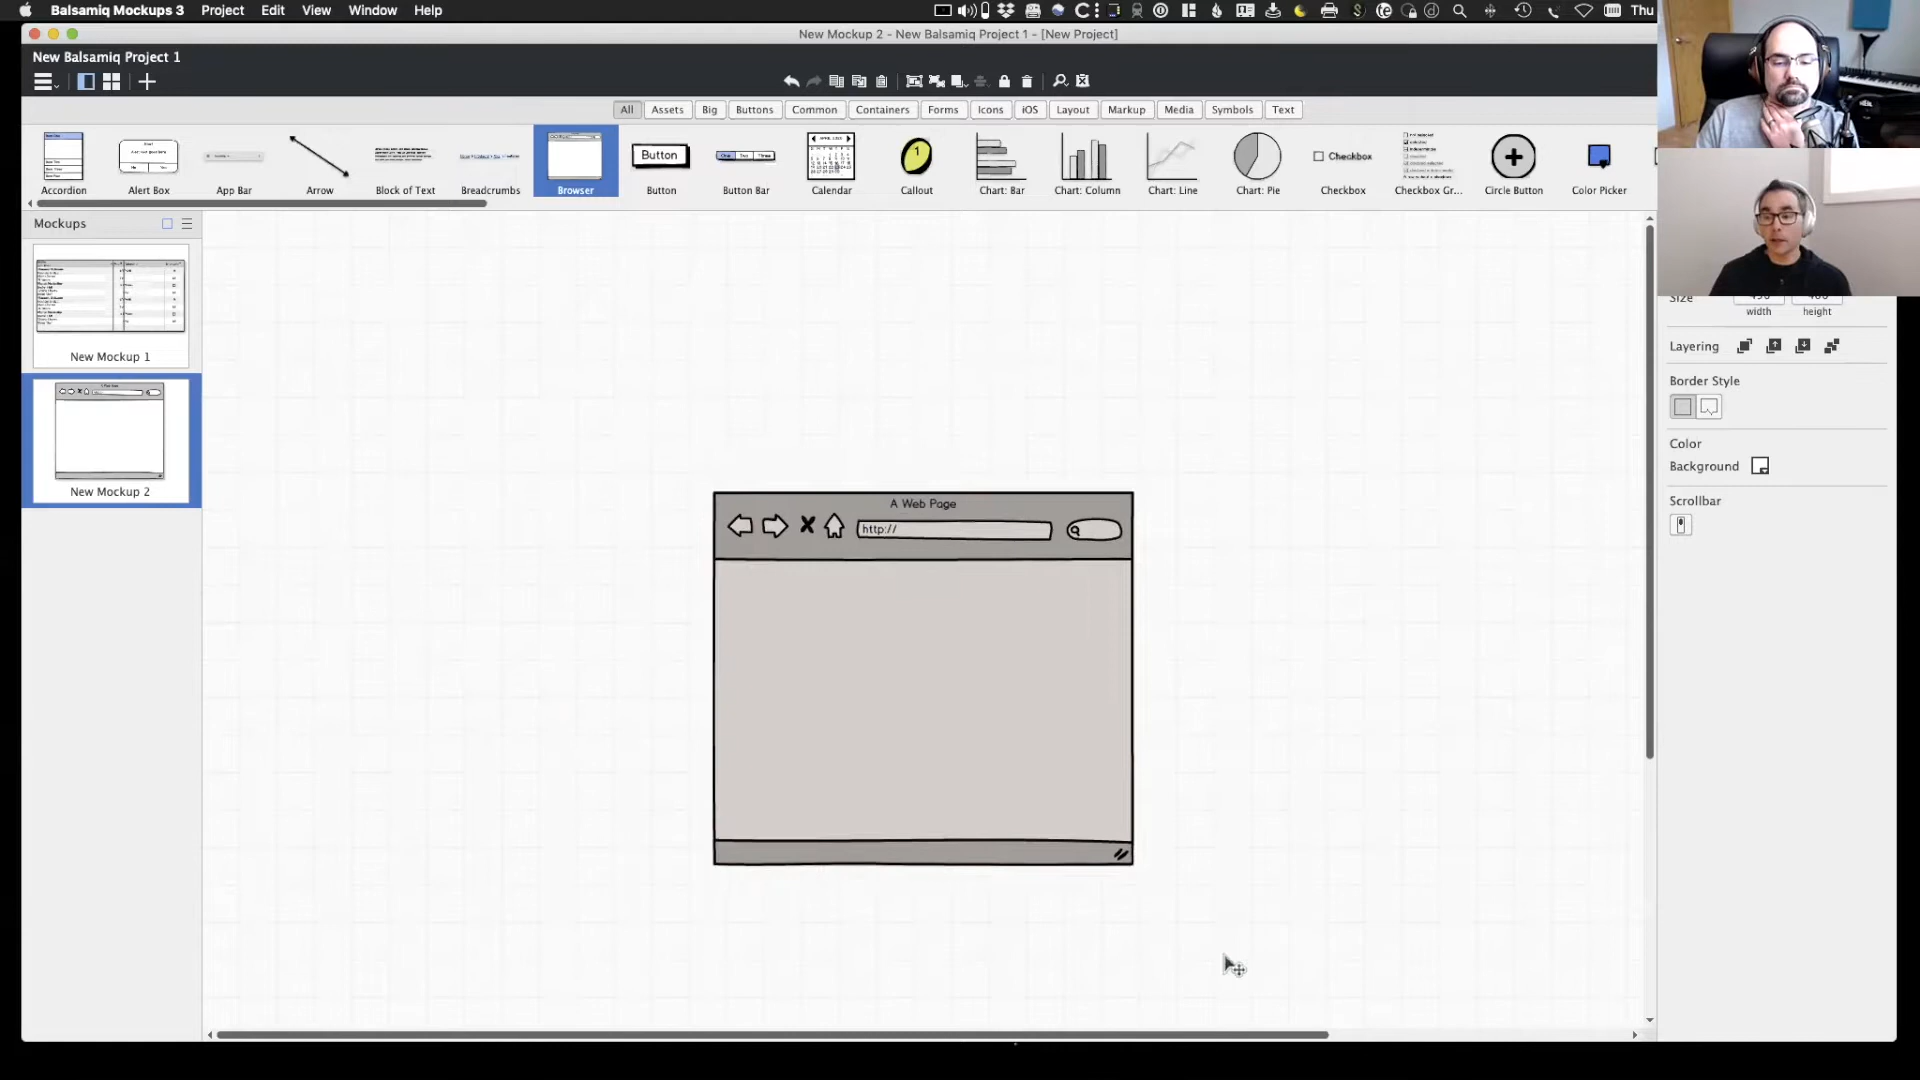 Balsamiq Mockups 3 Project Edit View Window Help Thu
New Mockup 2 - New Balsamiq Project 1 - [New Project]
New Balsamiq Project 1
All Assets Big Buttons Common Containers Forms Icons iOS Layout Markup Media Symbols Text
Button
1
Checkbox
Accordion Alert Box App Bar Arrow Block of Text Breadcrumbs Browser Button Button Bar Calendar Callout Chart: Bar Chart: Column Chart: Line Chart: Pie Checkbox Checkbox Gr... Circle Button Color Picker
Mockups
New Mockup 1
New Mockup 2
A Web Page
http://
Size
width height
Layering
Border Style
Color
Background
Scrollbar